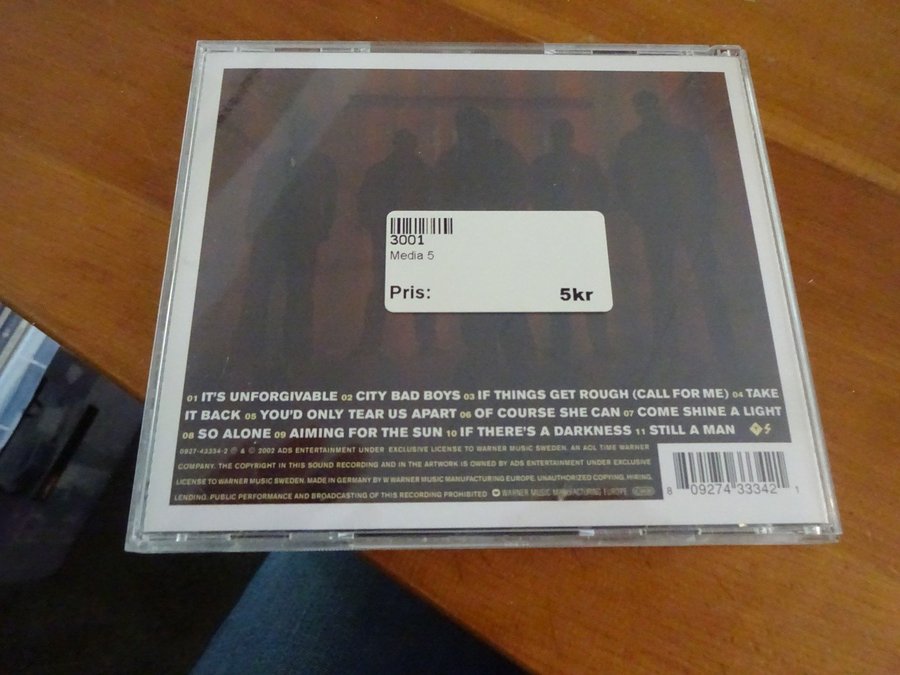 3001
Media 5
Pris: 5kr
01 IT'S UNFORGIVABLE 02 CITY BAD BOYS 03 IF THINGS GET ROUGH (CALL FOR ME) 04 TAKE
IT BACK 05 YOU'D ONLY TEAR US APART 06 OF COURSE SHE CAN 07 COME SHINE A LIGHT
08 SO ALONE 09 AIMING FOR THE SUN 10 IF THERE'S A DARKNESS 11 STILL A MAN
0927-43334-2 ℗ & © 2002 ADS ENTERTAINMENT UNDER EXCLUSIVE LICENSE TO WARNER MUSIC SWEDEN. AN AOL TIME WARNER
COMPANY. THE COPYRIGHT IN THIS SOUND RECORDING AND IN THE ARTWORK IS OWNED BY ADS ENTERTAINMENT UNDER EXCLUSIVE
LICENSE TO WARNER MUSIC SWEDEN. MADE IN GERMANY BY W WARNER MUSIC MANUFACTURING EUROPE. UNAUTHORIZED COPYING, HIRING,
LENDING, PUBLIC PERFORMANCE AND BROADCASTING OF THIS RECORDING PROHIBITED WARNER MUSIC MANUFACTURING EUROPE
8 09274 33342 1